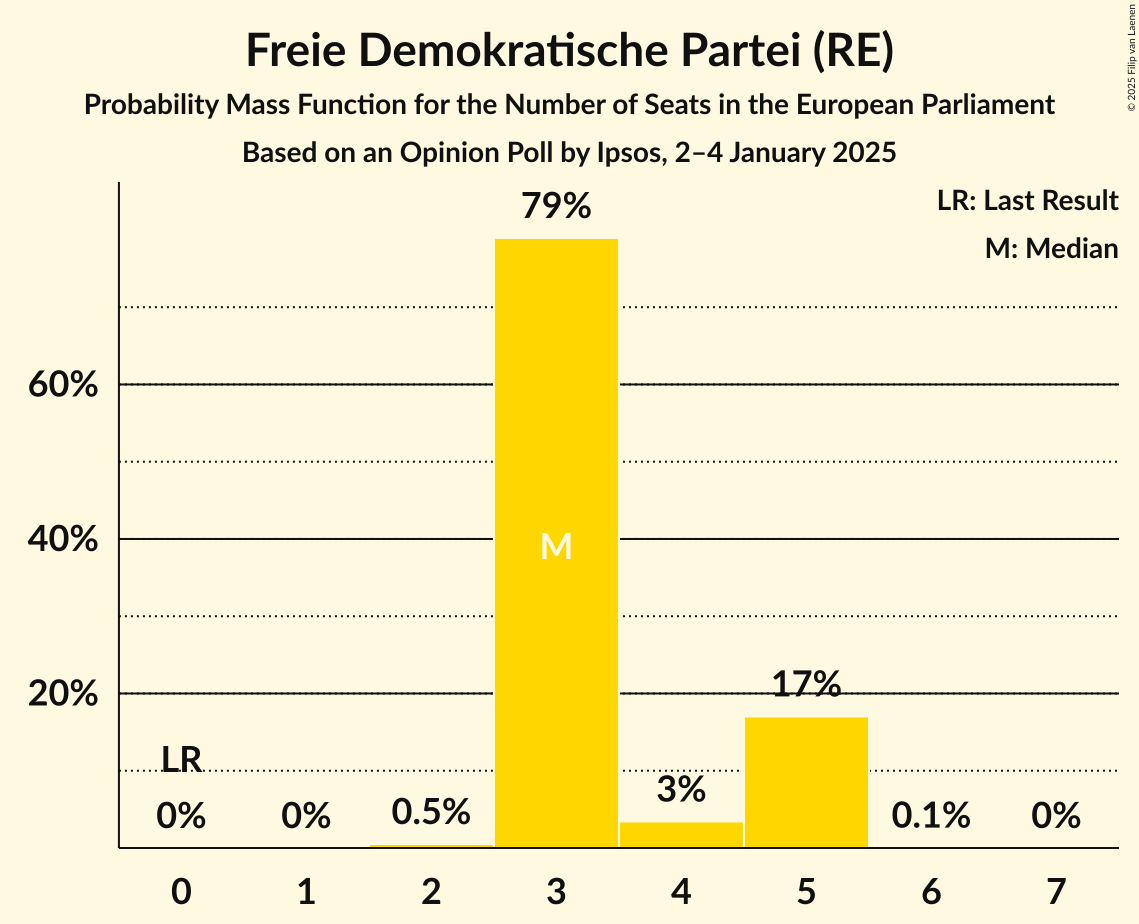 Freie Demokratische Partei (RE)
Probability Mass Function for the Number of Seats in the European Parliament
Based on an Opinion Poll by Ipsos, 2–4 January 2025
© 2025 Filip van Laenen
LR: Last Result
M: Median
79%
60%
40%
M
20%
17%
LR
3%
0%
0%
0.5%
0.1%
0%
0 1 2 3 4 5 6 7